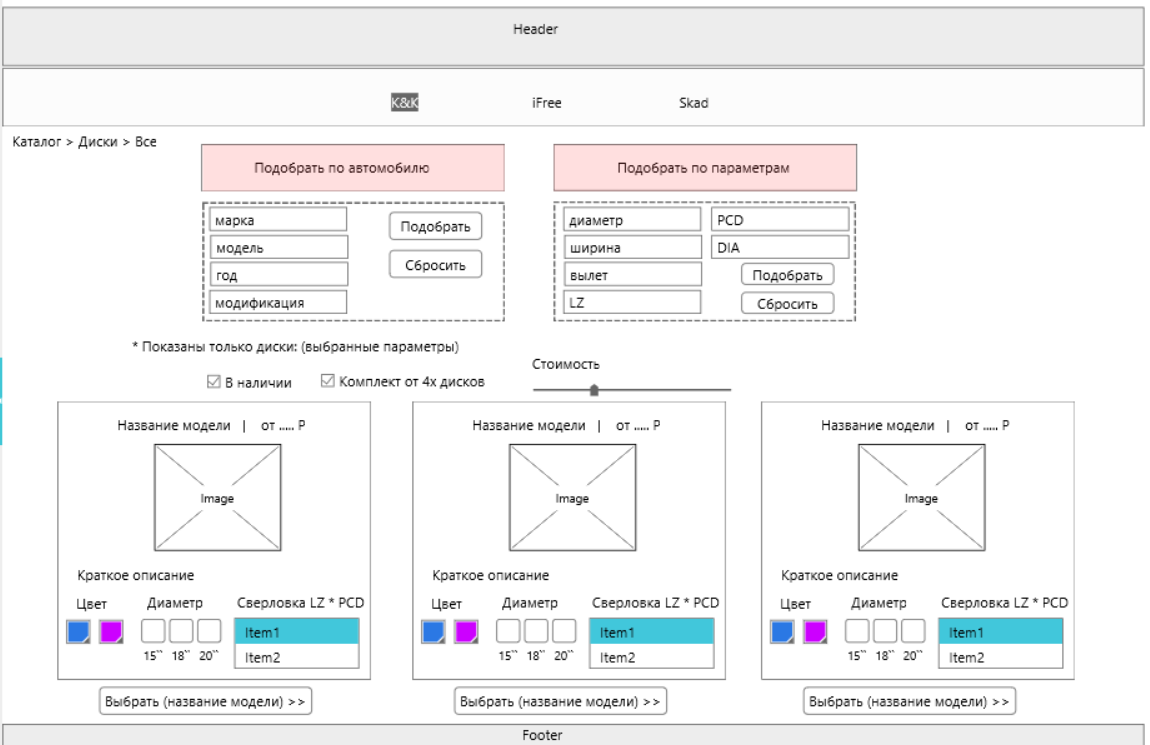 Header
K&K iFree Skad
Каталог > Диски > Все
Подобрать по автомобилю
марка
модель
год
модификация
Подобрать
Сбросить
Подобрать по параметрам
диаметр
ширина
вылет
LZ
PCD
DIA
Подобрать
Сбросить
* Показаны только диски: (выбранные параметры)
В наличии
Комплект от 4х дисков
Стоимость
Название модели | от ..... Р
Image
Краткое описание
Цвет Диаметр Сверловка LZ * PCD
Item1
Item2
15`` 18`` 20``
Выбрать (название модели) >>
Название модели | от ..... Р
Image
Краткое описание
Цвет Диаметр Сверловка LZ * PCD
Item1
Item2
15`` 18`` 20``
Выбрать (название модели) >>
Название модели | от ..... Р
Image
Краткое описание
Цвет Диаметр Сверловка LZ * PCD
Item1
Item2
15`` 18`` 20``
Выбрать (название модели) >>
Footer